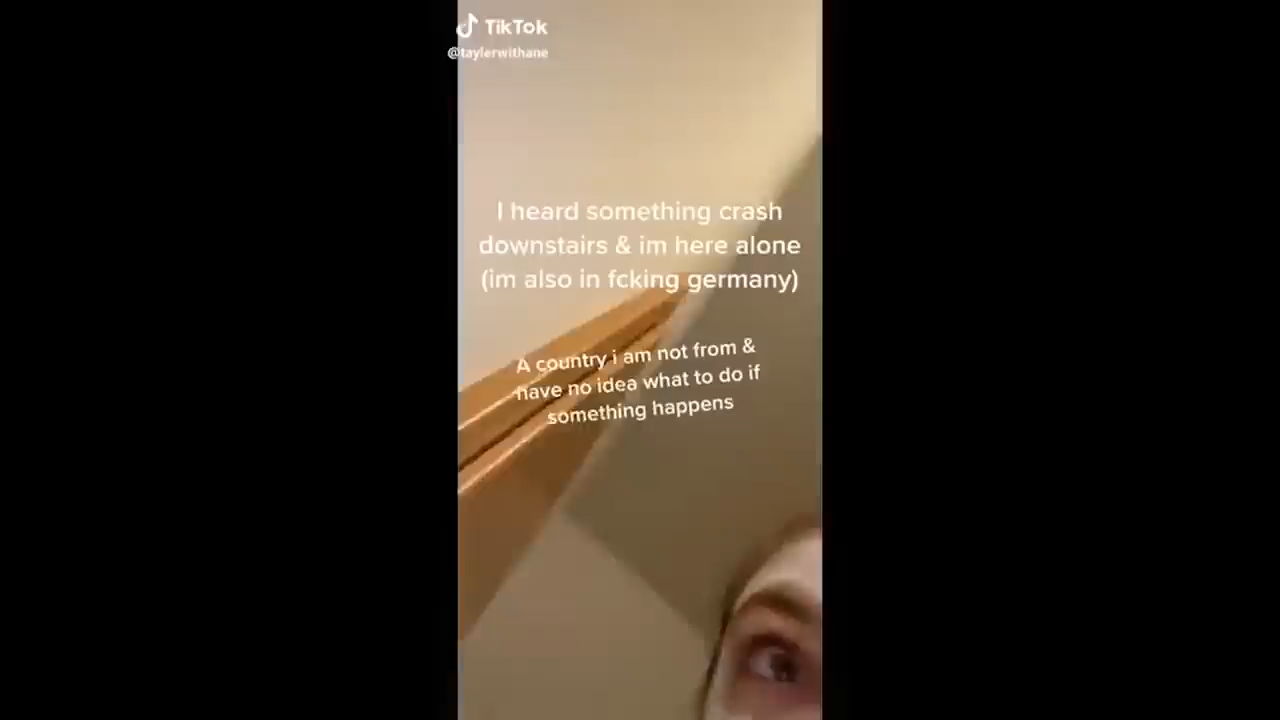 TikTok
@taylerwithane
I heard something crash
downstairs & im here alone
(im also in fcking germany)
A country i am not from &
have no idea what to do if
something happens